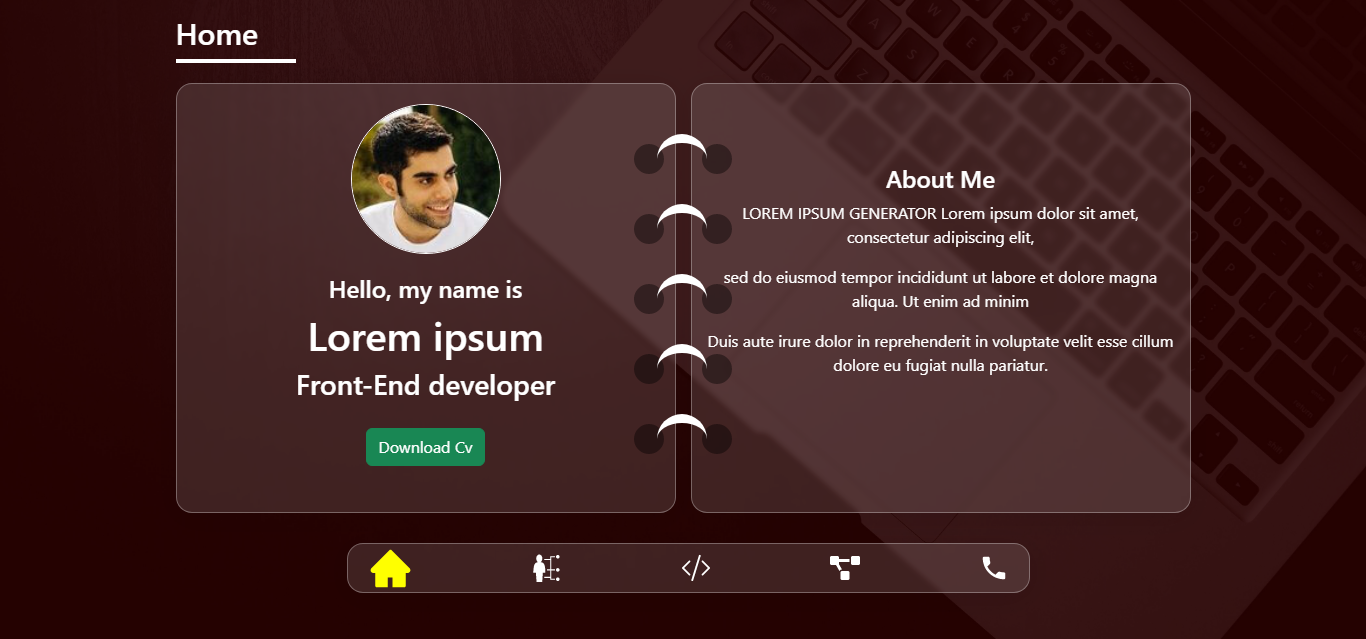 Home
Hello, my name is
Lorem ipsum
Front-End developer
Download Cv
About Me
LOREM IPSUM GENERATOR Lorem ipsum dolor sit amet,
consectetur adipiscing elit,
sed do eiusmod tempor incididunt ut labore et dolore magna
aliqua. Ut enim ad minim
Duis aute irure dolor in reprehenderit in voluptate velit esse cillum
dolore eu fugiat nulla pariatur.